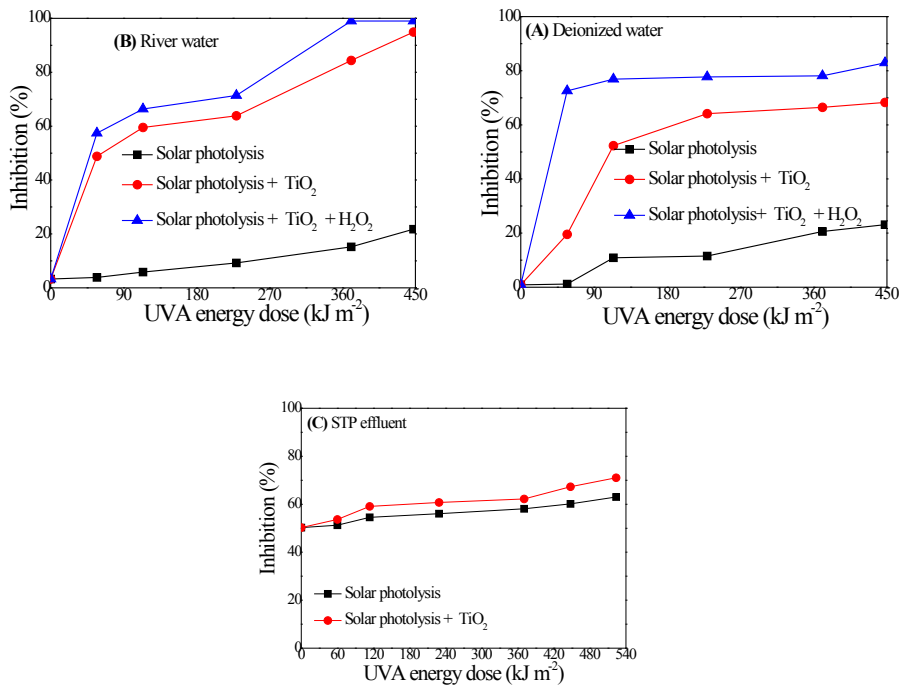 (B) River water
100
80
60
40
20
0
Inhibition (%)
Solar photolysis
Solar photolysis + TiO₂
Solar photolysis + TiO₂ + H₂O₂
0 90 180 270 360 450
UVA energy dose (kJ m⁻²)
(A) Deionized water
100
80
60
40
20
0
Inhibition (%)
Solar photolysis
Solar photolysis + TiO₂
Solar photolysis+ TiO₂ + H₂O₂
0 90 180 270 360 450
UVA energy dose (kJ m⁻²)
(C) STP effluent
100
80
60
40
20
0
Inhibition (%)
Solar photolysis
Solar photolysis + TiO₂
0 60 120 180 240 300 360 420 480 540
UVA energy dose (kJ m⁻²)